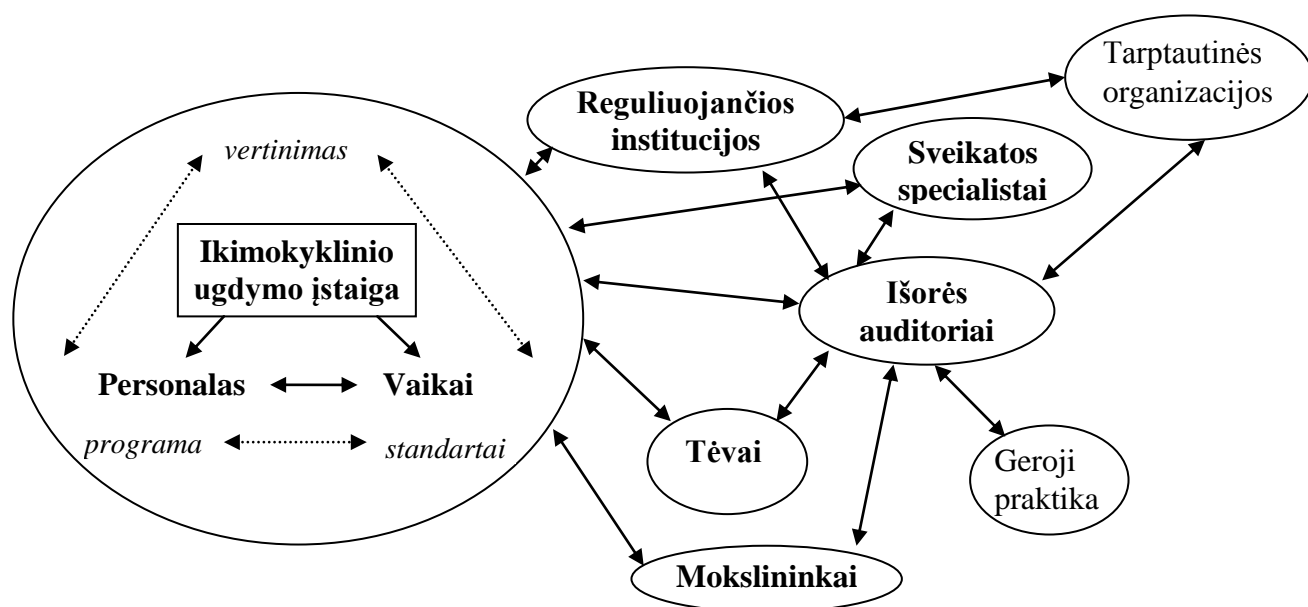 Tarptautinės
organizacijos
Reguliuojančios
institucijos
Sveikatos
specialistai
vertinimas
Ikimokyklinio
ugdymo įstaiga
Išorės
auditoriai
Personalas
Vaikai
programa
standartai
Tėvai
Geroji
praktika
Mokslininkai